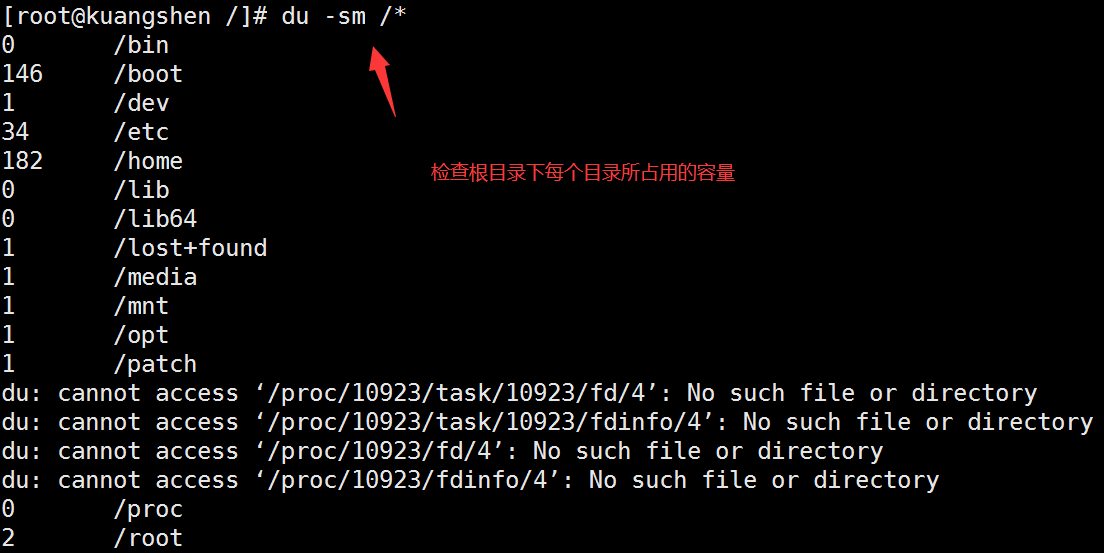 [root@kuangshen /]# du -sm /*
0 /bin
146 /boot
1 /dev
34 /etc
182 /home
检查根目录下每个目录所占用的容量
0 /lib
0 /lib64
1 /lost+found
1 /media
1 /mnt
1 /opt
1 /patch
du: cannot access ‘/proc/10923/task/10923/fd/4’: No such file or directory
du: cannot access ‘/proc/10923/task/10923/fdinfo/4’: No such file or directory
du: cannot access ‘/proc/10923/fd/4’: No such file or directory
du: cannot access ‘/proc/10923/fdinfo/4’: No such file or directory
0 /proc
2 /root